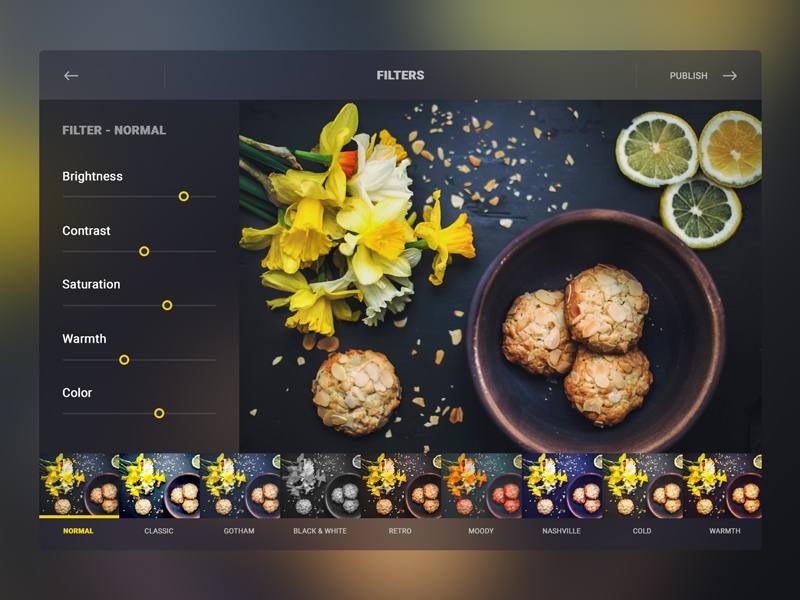 FILTERS
PUBLISH
FILTER - NORMAL
Brightness
Contrast
Saturation
Warmth
Color
NORMAL
CLASSIC
GOTHAM
BLACK & WHITE
RETRO
MOODY
NASHVILLE
COLD
WARMTH